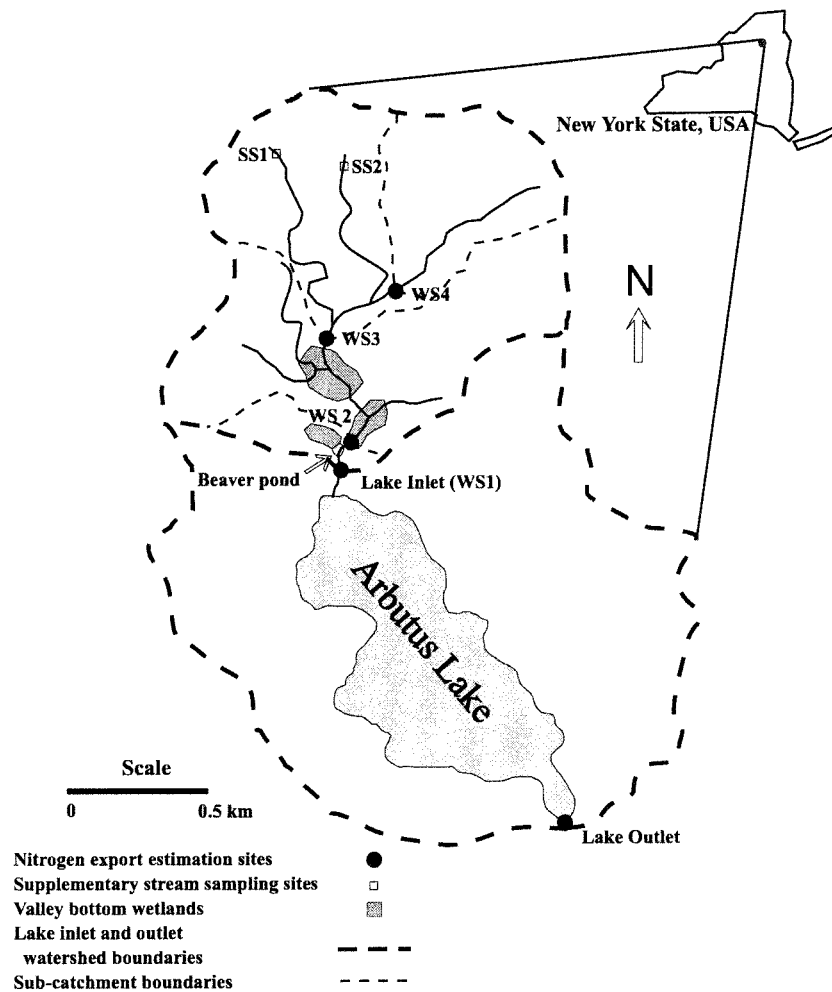 New York State, USA
SS1
SS2
N
WS4
WS3
WS 2
Beaver pond
Lake Inlet (WS1)
Arbutus Lake
Scale
0 0.5 km
Lake Outlet
Nitrogen export estimation sites
Supplementary stream sampling sites
Valley bottom wetlands
Lake inlet and outlet
watershed boundaries
Sub-catchment boundaries